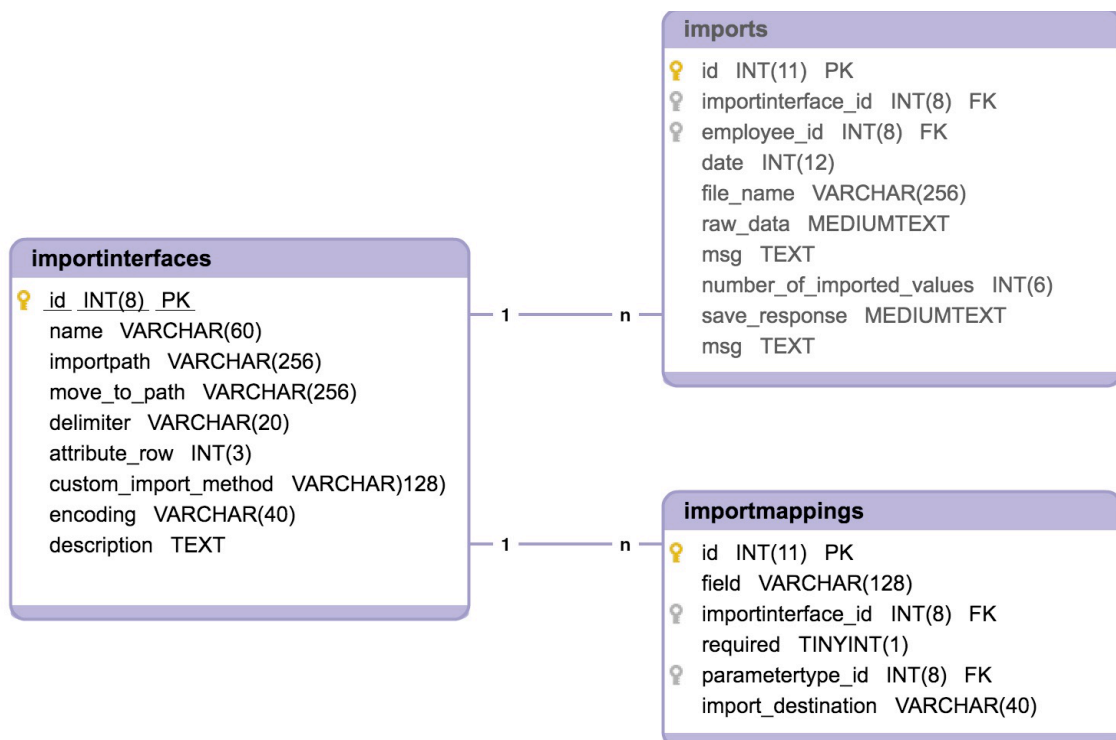 imports
id INT(11) PK
importinterface_id INT(8) FK
employee_id INT(8) FK
date INT(12)
file_name VARCHAR(256)
raw_data MEDIUMTEXT
msg TEXT
number_of_imported_values INT(6)
save_response MEDIUMTEXT
msg TEXT
importinterfaces
id INT(8) PK
name VARCHAR(60)
importpath VARCHAR(256)
move_to_path VARCHAR(256)
delimiter VARCHAR(20)
attribute_row INT(3)
custom_import_method VARCHAR)128)
encoding VARCHAR(40)
description TEXT
1 n
1 n
importmappings
id INT(11) PK
field VARCHAR(128)
importinterface_id INT(8) FK
required TINYINT(1)
parametertype_id INT(8) FK
import_destination VARCHAR(40)